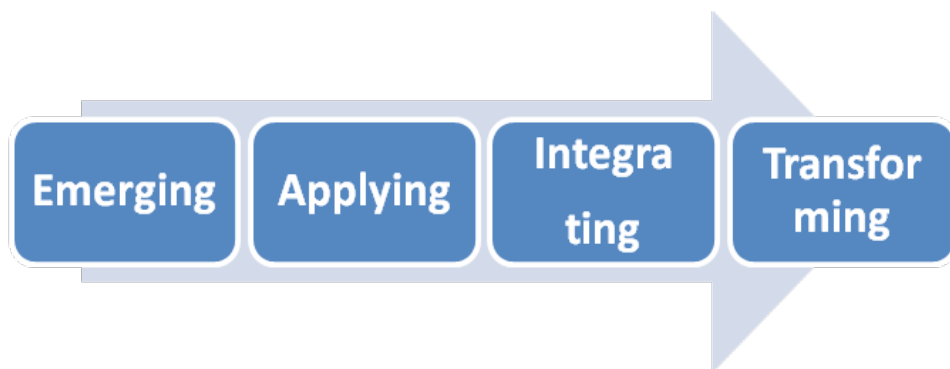 Emerging
Applying
Integra
ting
Transfor
ming